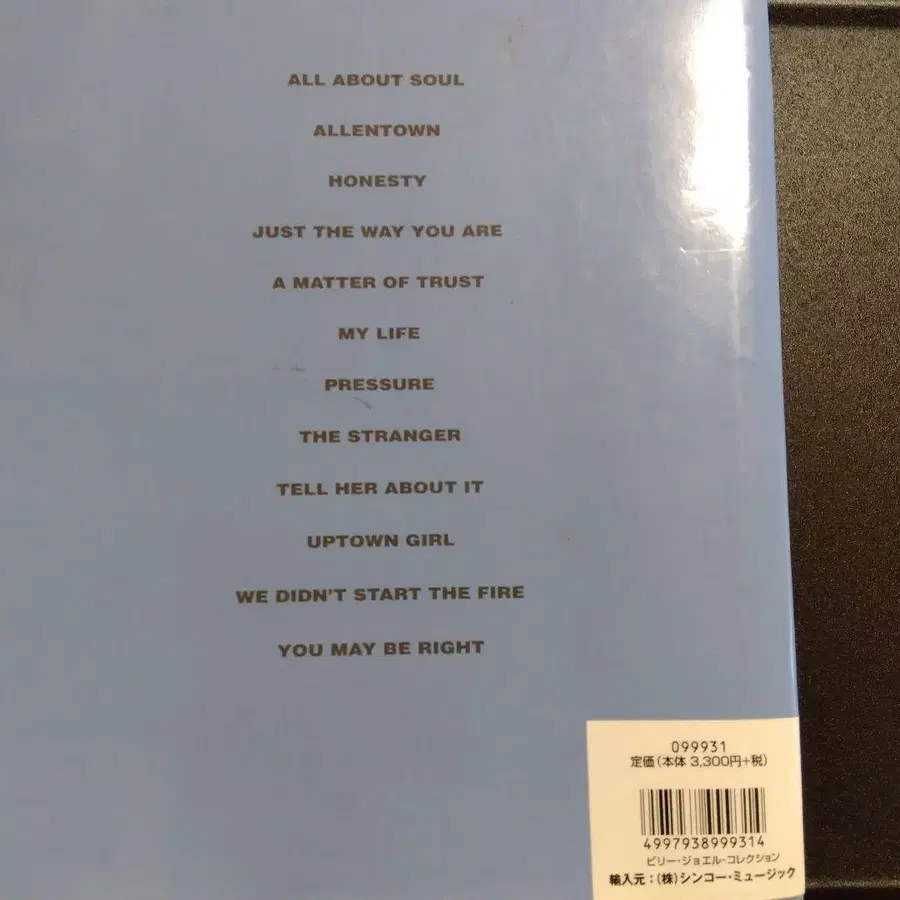 ALL ABOUT SOUL
ALLENTOWN
HONESTY
JUST THE WAY YOU ARE
A MATTER OF TRUST
MY LIFE
PRESSURE
THE STRANGER
TELL HER ABOUT IT
UPTOWN GIRL
WE DIDN'T START THE FIRE
YOU MAY BE RIGHT
099931
定価(本体 3,300円+税)
4997938999314
ビリー・ジョエル・コレクション
輸入元:(株)シンコー・ミュージック